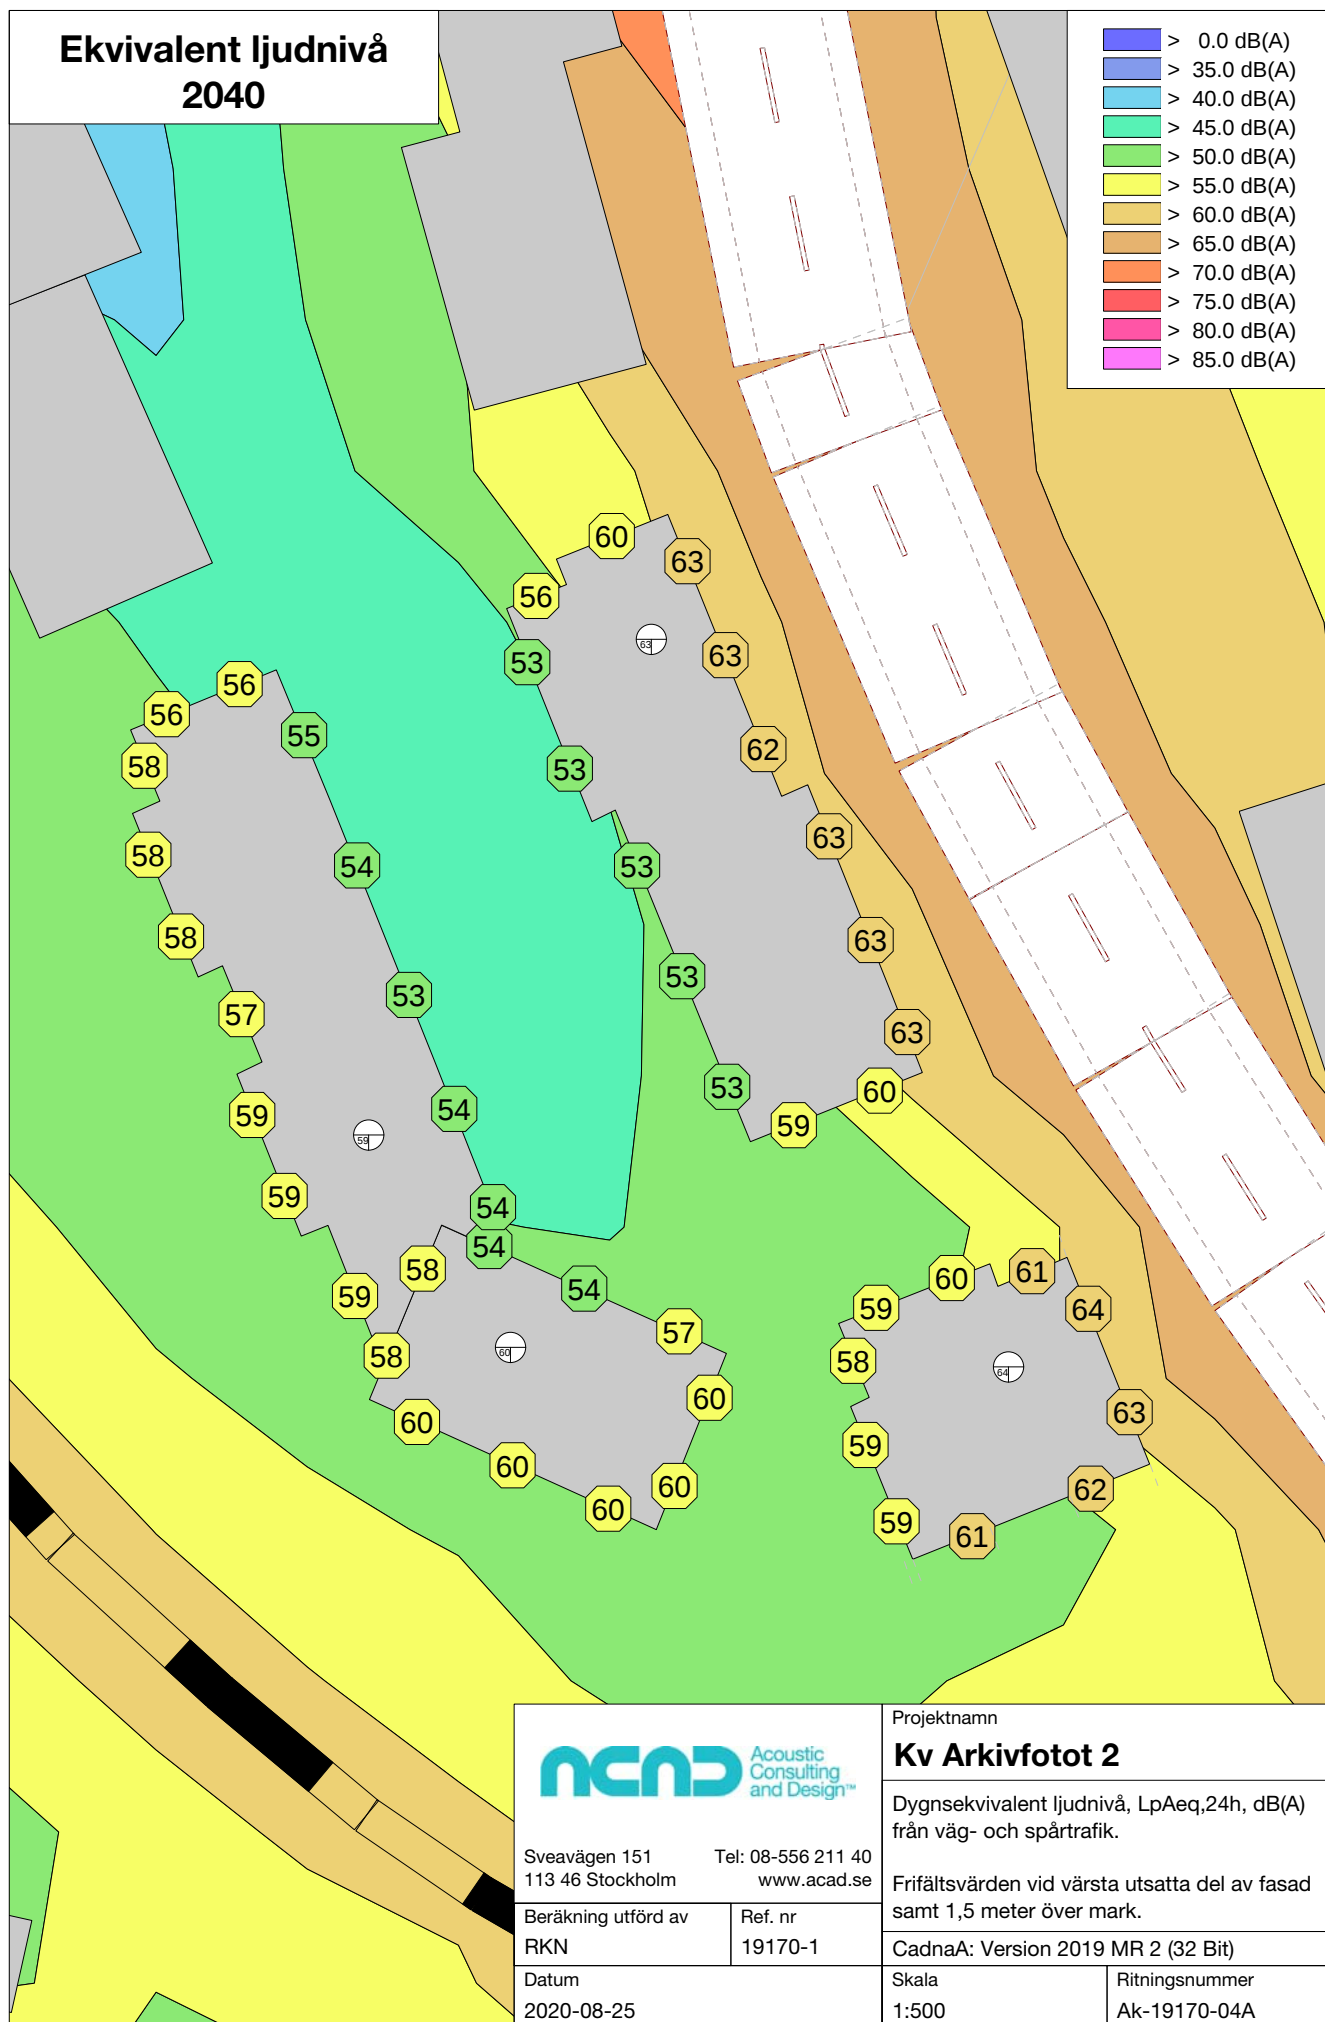 Ekvivalent ljudnivå
2040
> 0.0 dB(A)
> 35.0 dB(A)
> 40.0 dB(A)
> 45.0 dB(A)
> 50.0 dB(A)
> 55.0 dB(A)
> 60.0 dB(A)
> 65.0 dB(A)
> 70.0 dB(A)
> 75.0 dB(A)
> 80.0 dB(A)
> 85.0 dB(A)
60
63
56
63
53
63
56
56
55
62
58
53
63
58
54
53
58
63
53
53
57
63
53
60
54
59
59
59
59
54
54
58
61
60
54
59
59
64
57
58
58
60
64
60
63
60
59
60
60
62
60
59
61
ACAD
Acoustic
Consulting
and Design™
Sveavägen 151 Tel: 08-556 211 40
113 46 Stockholm www.acad.se
Beräkning utförd av
RKN
Ref. nr
19170-1
Datum
2020-08-25
Projektnamn
Kv Arkivfotot 2
Dygnsekvivalent ljudnivå, LpAeq,24h, dB(A)
från väg- och spårtrafik.
Frifältsvärden vid värsta utsatta del av fasad
samt 1,5 meter över mark.
CadnaA: Version 2019 MR 2 (32 Bit)
Skala
1:500
Ritningsnummer
Ak-19170-04A